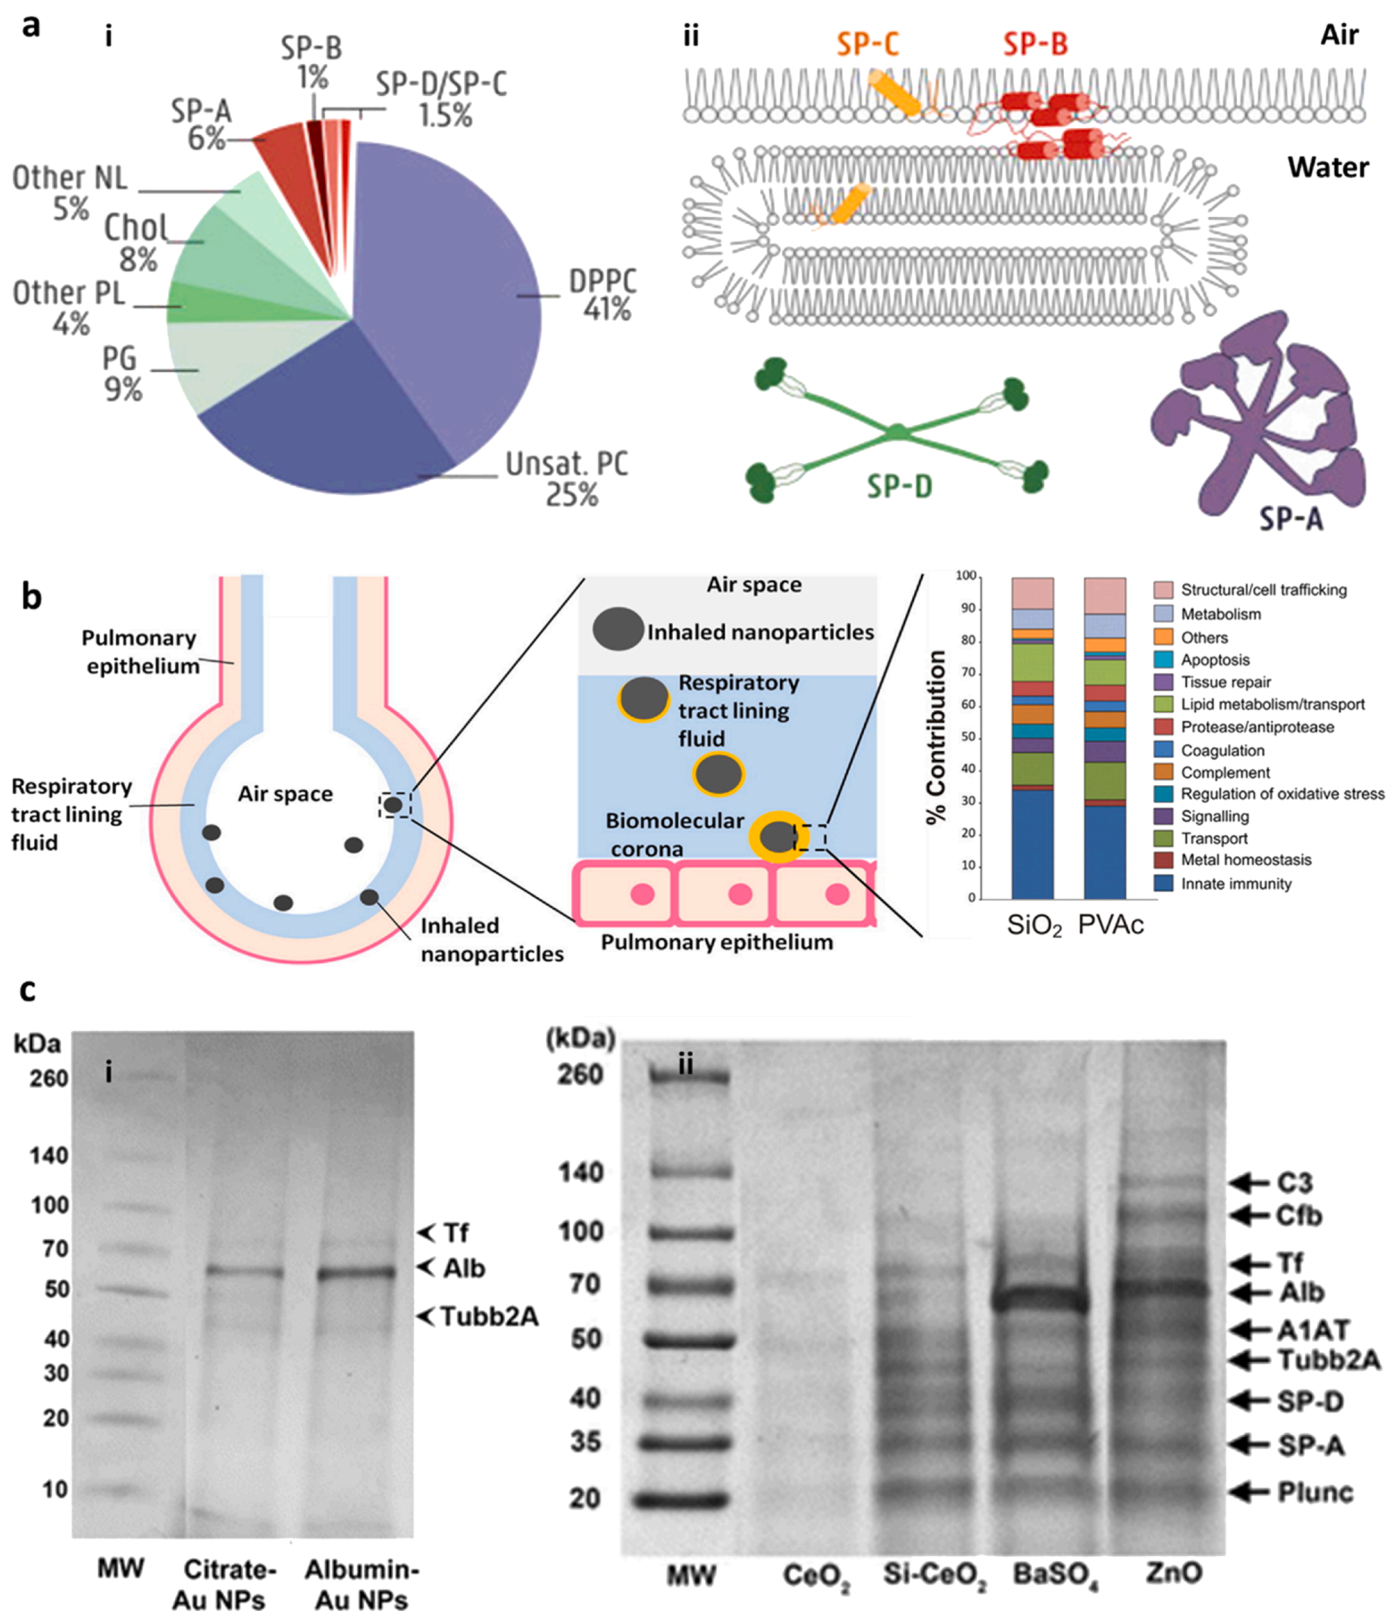 a
i
SP-B
1%
SP-D/SP-C
1.5%
SP-A
6%
Other NL
5%
Chol
8%
Other PL
4%
PG
9%
DPPC
41%
Unsat. PC
25%
ii
SP-C
SP-B
Air
Water
SP-D
SP-A
b
Pulmonary
epithelium
Respiratory
tract lining
fluid
Air space
Inhaled
nanoparticles
Air space
Inhaled nanoparticles
Respiratory
tract lining
fluid
Biomolecular
corona
Pulmonary epithelium
% Contribution
100
90
80
70
60
50
40
30
20
10
0
SiO₂ PVAc
Structural/cell trafficking
Metabolism
Others
Apoptosis
Tissue repair
Lipid metabolism/transport
Protease/antiprotease
Coagulation
Complement
Regulation of oxidative stress
Signalling
Transport
Metal homeostasis
Innate immunity
c
kDa
i
260
140
100
70
50
40
30
20
10
Tf
Alb
Tubb2A
MW
Citrate-
Au NPs
Albumin-
Au NPs
(kDa)
ii
260
140
100
70
50
40
35
20
C3
Cfb
Tf
Alb
A1AT
Tubb2A
SP-D
SP-A
Plunc
MW
CeO₂
Si-CeO₂
BaSO₄
ZnO